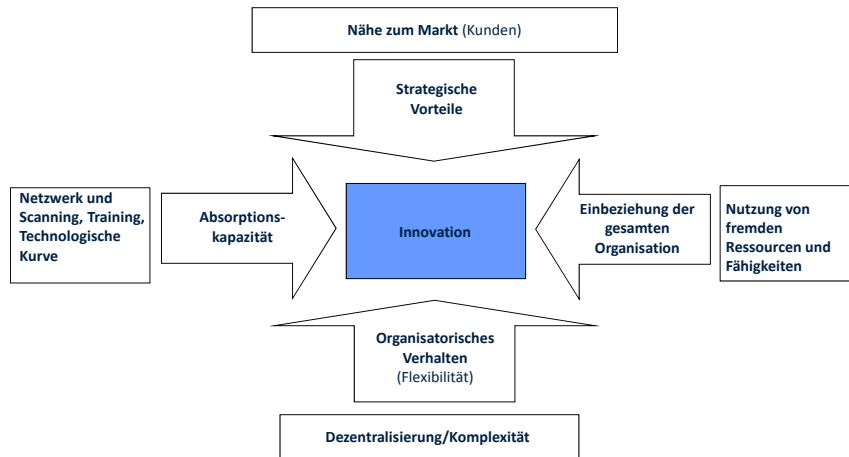 Nähe zum Markt (Kunden)
Strategische
Vorteile
Netzwerk und
Scanning, Training,
Technologische
Kurve
Absorptions-
kapazität
Innovation
Einbeziehung der
gesamten
Organisation
Nutzung von
fremden
Ressourcen und
Fähigkeiten
Organisatorisches
Verhalten
(Flexibilität)
Dezentralisierung/Komplexität